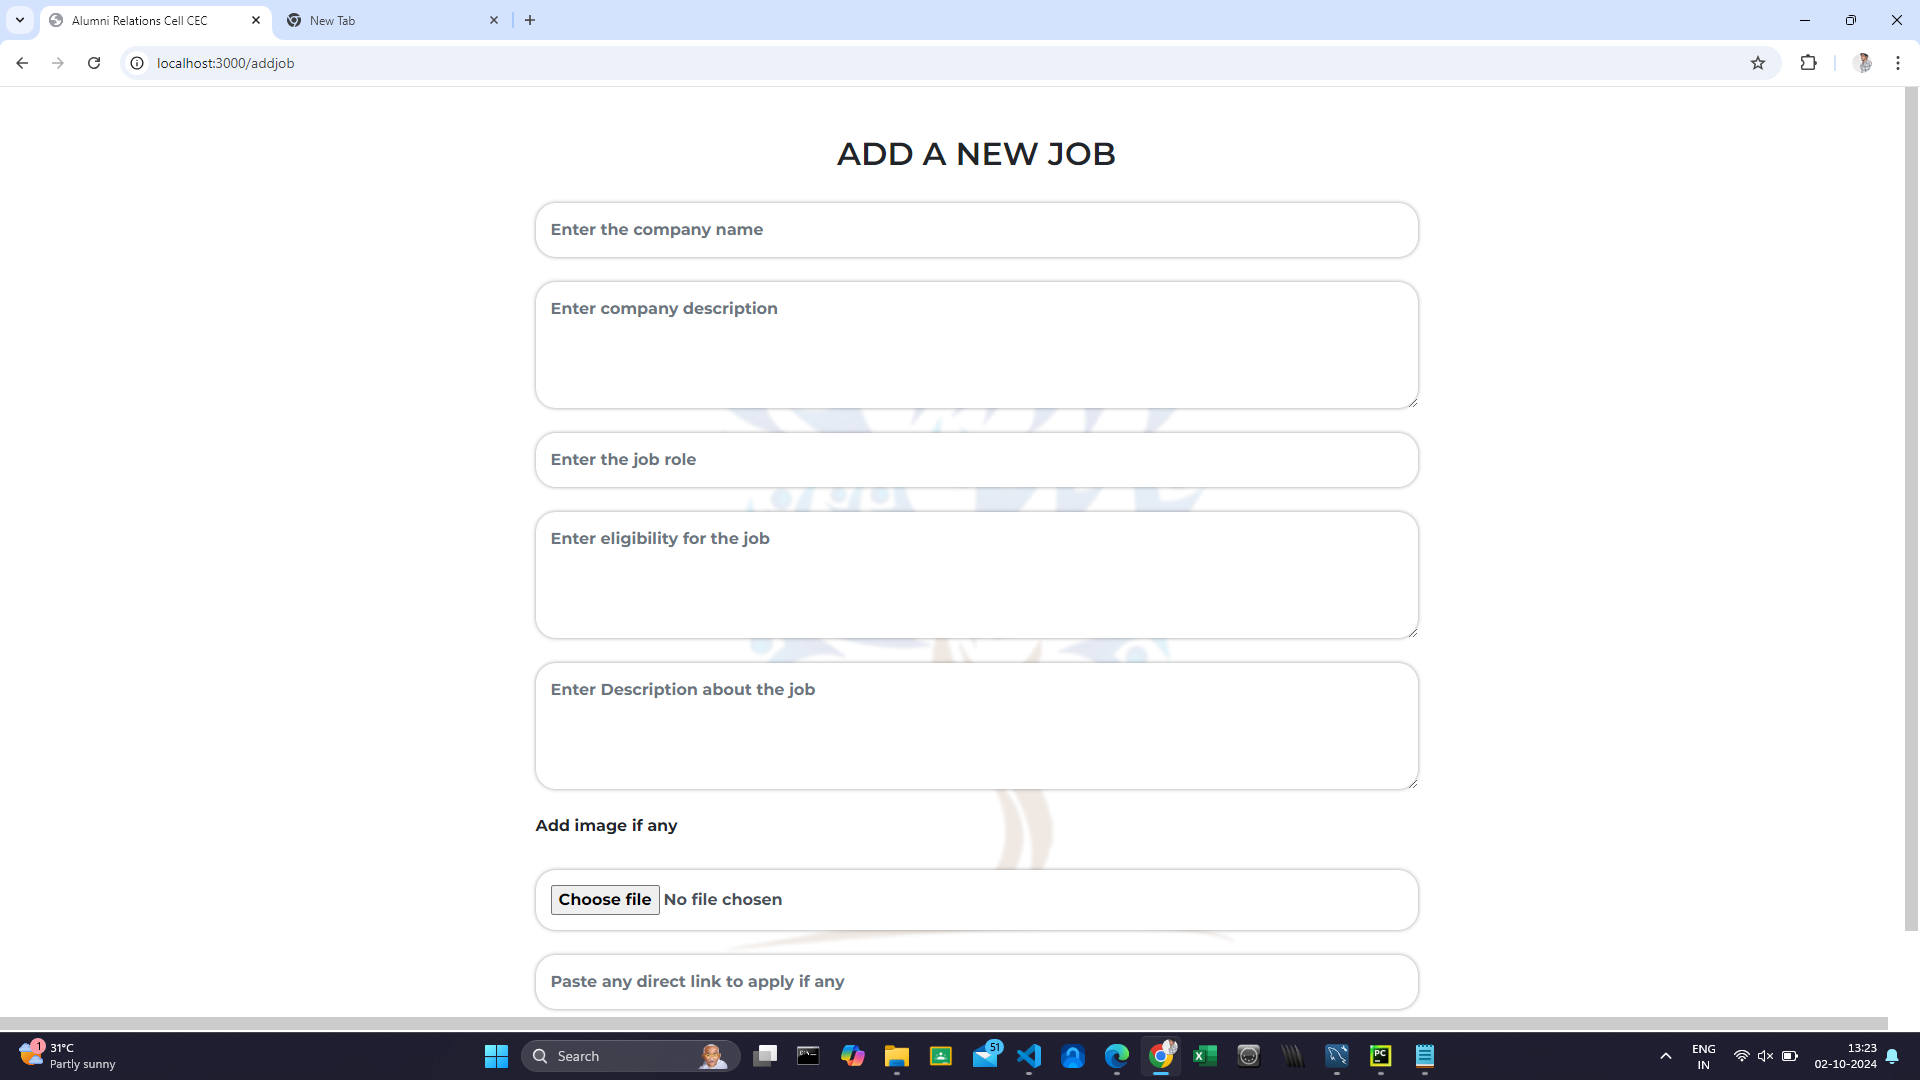 Alumni Relations Cell CEC
New Tab
localhost:3000/addjob
ADD A NEW JOB
Enter the company name
Enter company description
Enter the job role
Enter eligibility for the job
Enter Description about the job
Add image if any
Choose file No file chosen
Paste any direct link to apply if any
1
31°C
Partly sunny
Search
51
PC
ENG
IN
13:23
02-10-2024